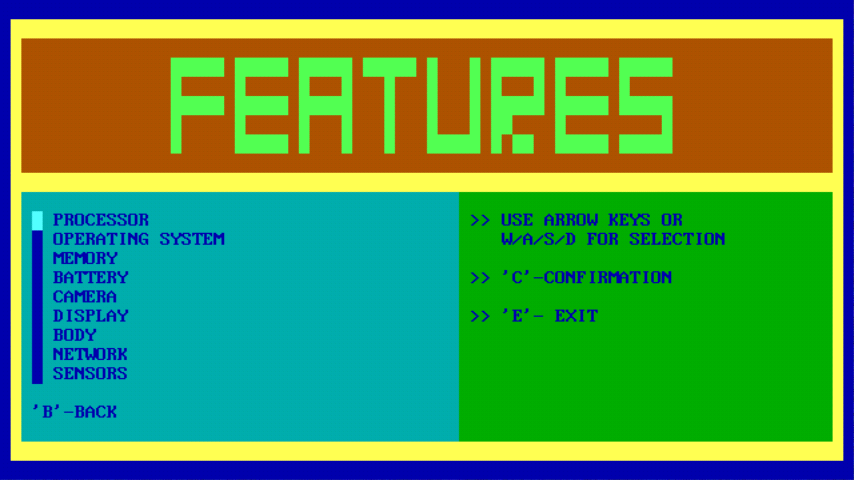 FEATURES
PROCESSOR
OPERATING SYSTEM
MEMORY
BATTERY
CAMERA
DISPLAY
BODY
NETWORK
SENSORS
'B'-BACK
>> USE ARROW KEYS OR
W/A/S/D FOR SELECTION
>> 'C'-CONFIRMATION
>> 'E'- EXIT